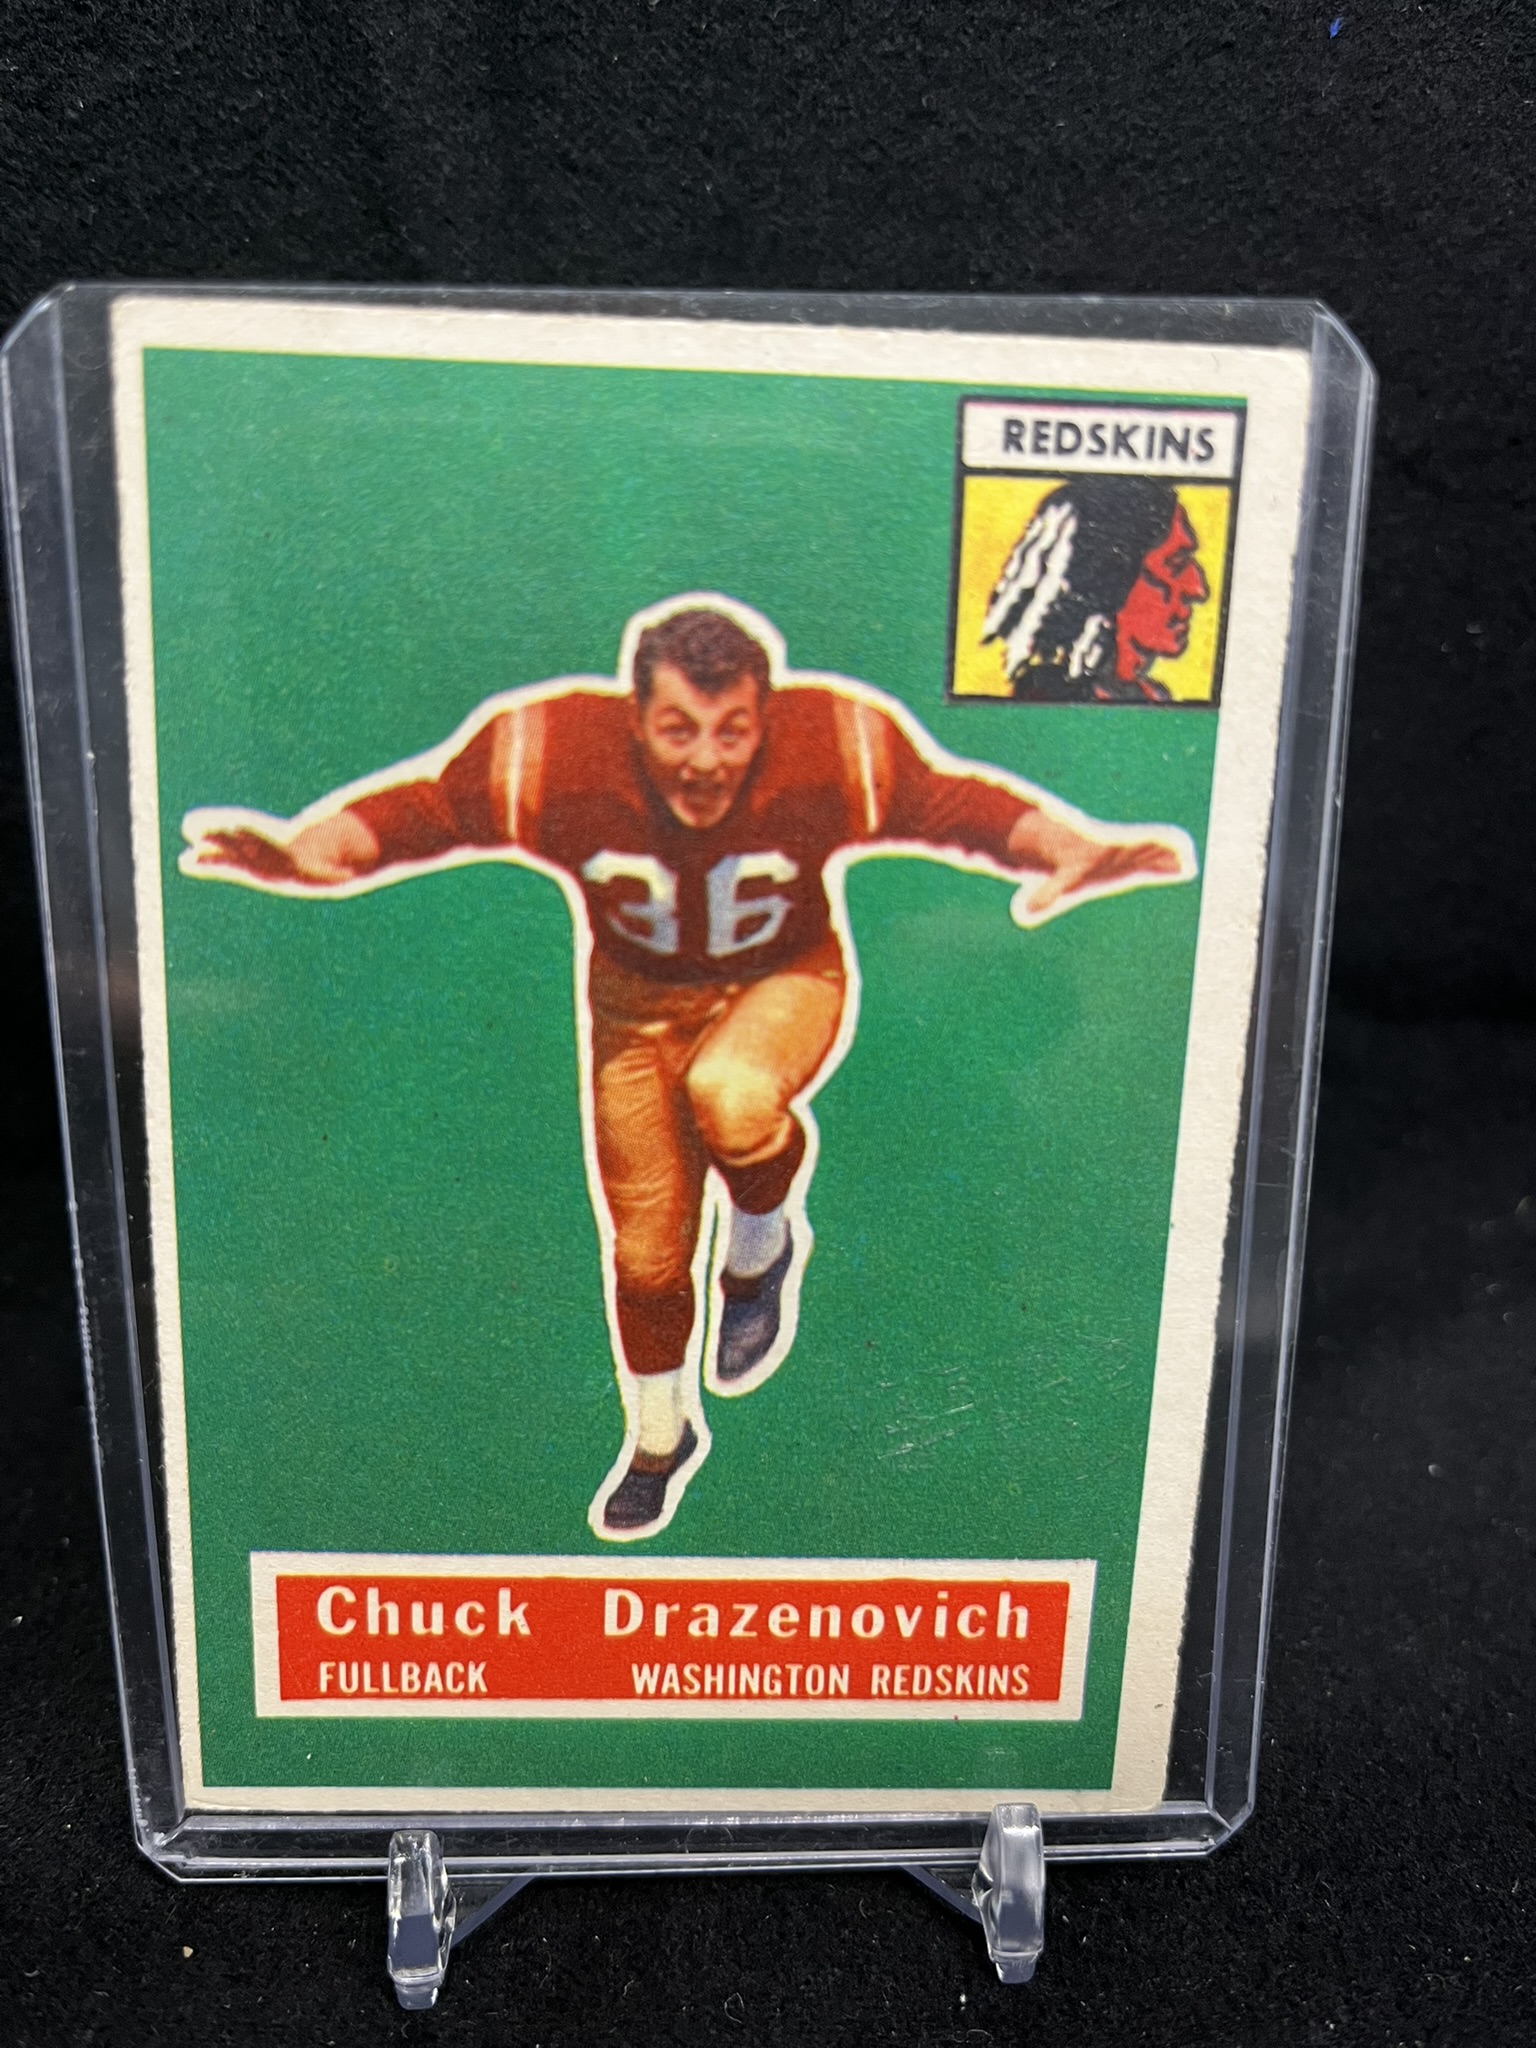 REDSKINS
36
Chuck Drazenovich
FULLBACK WASHINGTON REDSKINS